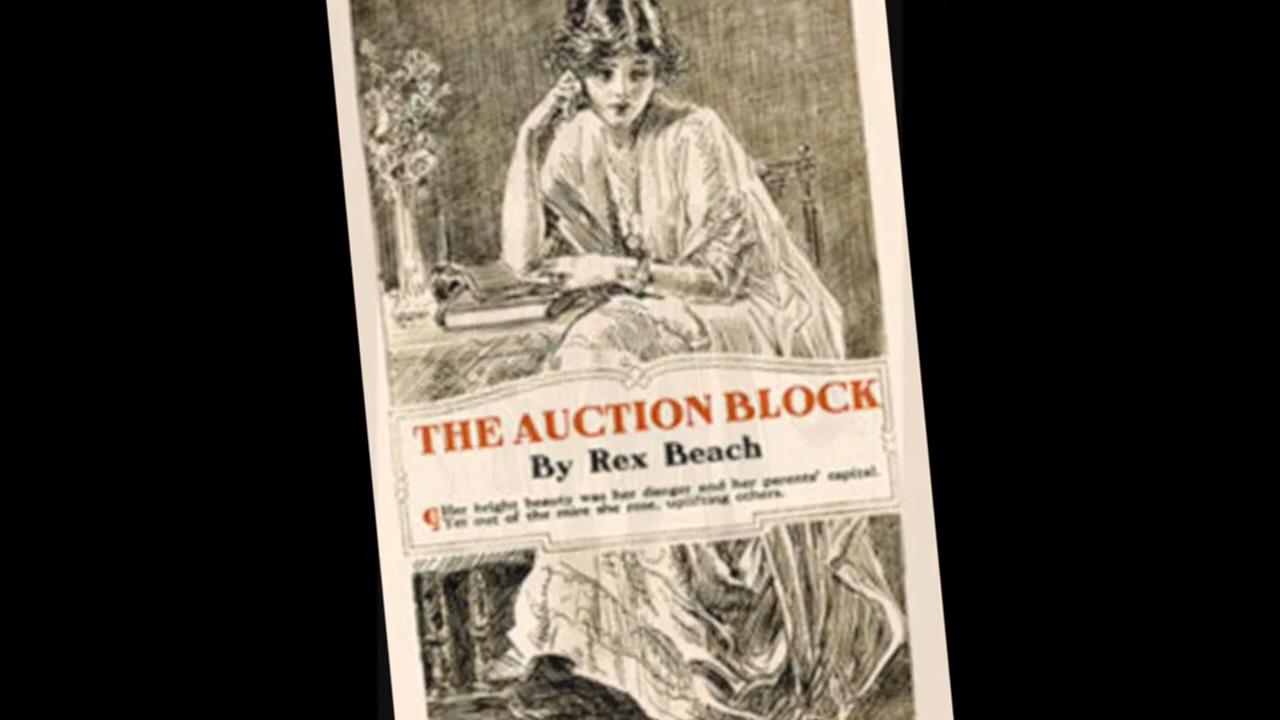 THE AUCTION BLOCK
By Rex Beach
¶Her bright beauty was her danger and her parents' capital.
Yet out of the mire she rose, uplifting others.